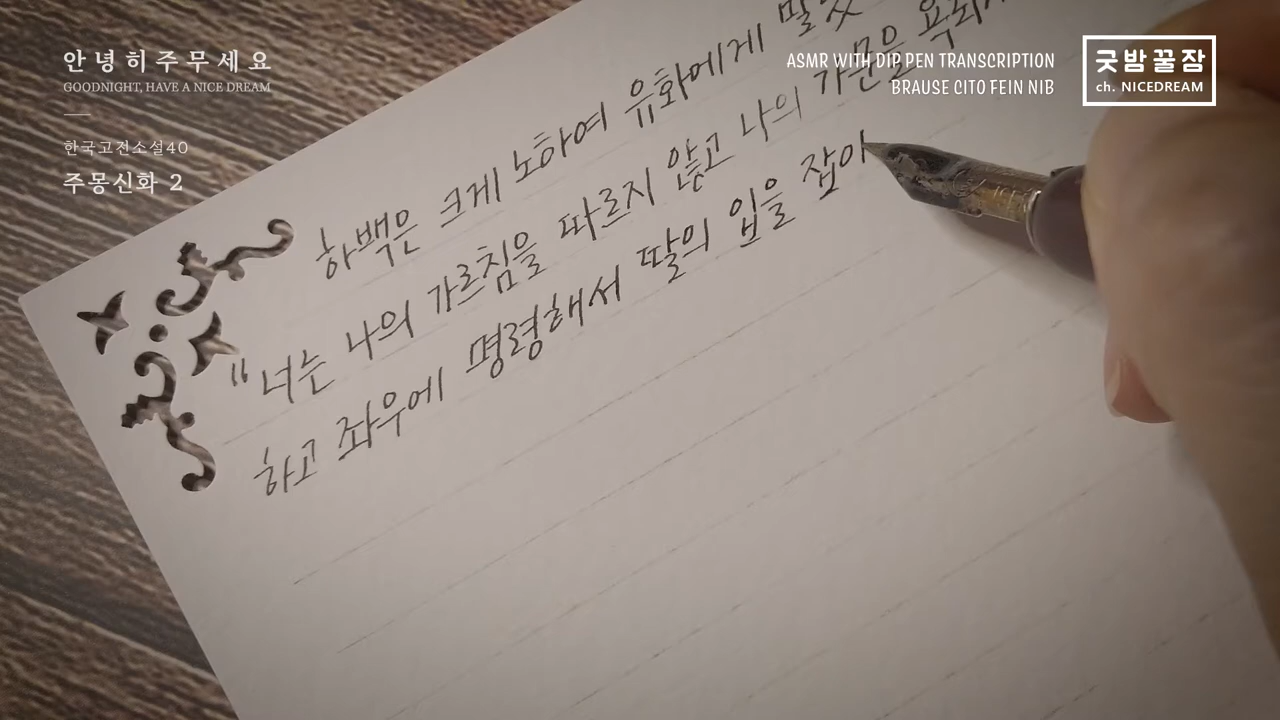 안녕히주무세요
GOODNIGHT, HAVE A NICE DREAM
한국고전소설40
주몽신화 2
ASMR WITH DIP PEN TRANSCRIPTION
BRAUSE CITO FEIN NIB
굿밤꿀잠
ch. NICEDREAM
하백은 크게 노하여 유화에게
“너는 나의 가르침을 따르지 않고 나의 가문을
하고 좌우에 명령해서 딸의 입을 잡아